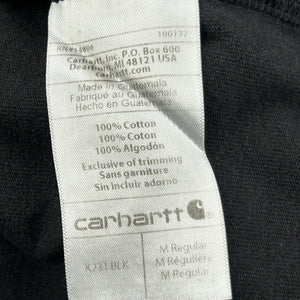 RN#14806 100137
Carhartt, Inc. P.O. Box 600
Dearborn, MI 48121 USA
carhartt.com
Made in Guatemala
Fabriqué au Guatemala
Hecho en Guatemala
100% Cotton
100% Coton
100% Algodón
Exclusive of trimming
Sans garniture
Sin incluir adorno
carhartt
K231 BLK
M Regular
M Régulière
M Regular